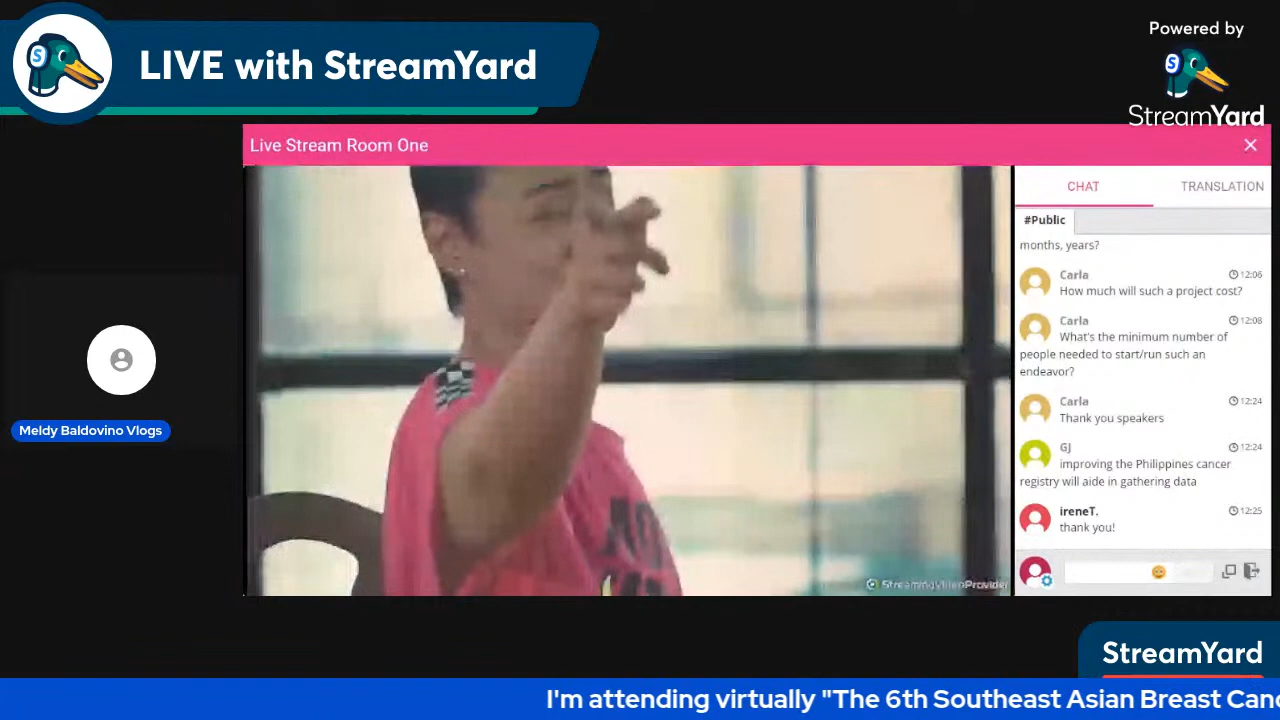 LIVE with StreamYard
Powered by
StreamYard
Live Stream Room One
CHAT
TRANSLATION
#Public
months, years?
Carla
12:06
How much will such a project cost?
Carla
12:08
What's the minimum number of
people needed to start/run such an
endeavor?
Carla
12:24
Thank you speakers
GJ
12:24
improving the Philippines cancer
registry will aide in gathering data
ireneT.
12:25
thank you!
Meldy Baldovino Vlogs
StreamingVideoProvider
StreamYard
I'm attending virtually "The 6th Southeast Asian Breast Canc